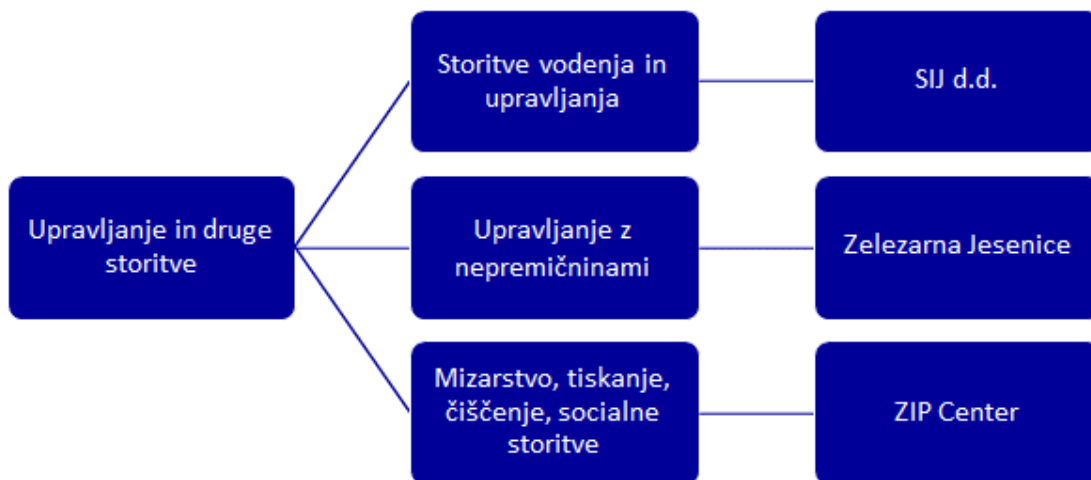 Storitve vodenja in
upravljanja
SIJ d.d.
Upravljanje in druge
storitve
Upravljanje z
nepremičninami
Zelezarna Jesenice
Mizarstvo, tiskanje,
čiščenje, socialne
storitve
ZIP Center